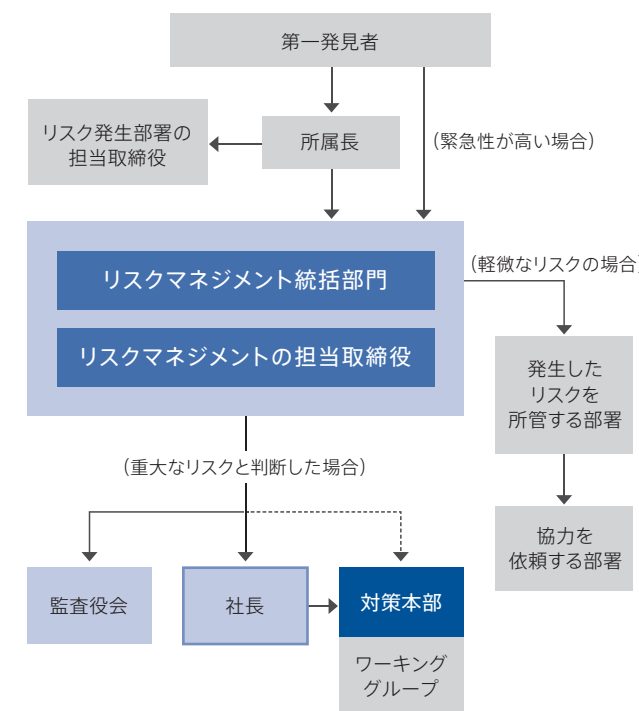 第一発見者
リスク発生部署の
担当取締役
所属長
（緊急性が高い場合）
リスクマネジメント統括部門
（軽微なリスクの場合）
リスクマネジメントの担当取締役
発生した
リスクを
所管する部署
（重大なリスクと判断した場合）
協力を
依頼する部署
監査役会
社長
対策本部
ワーキング
グループ